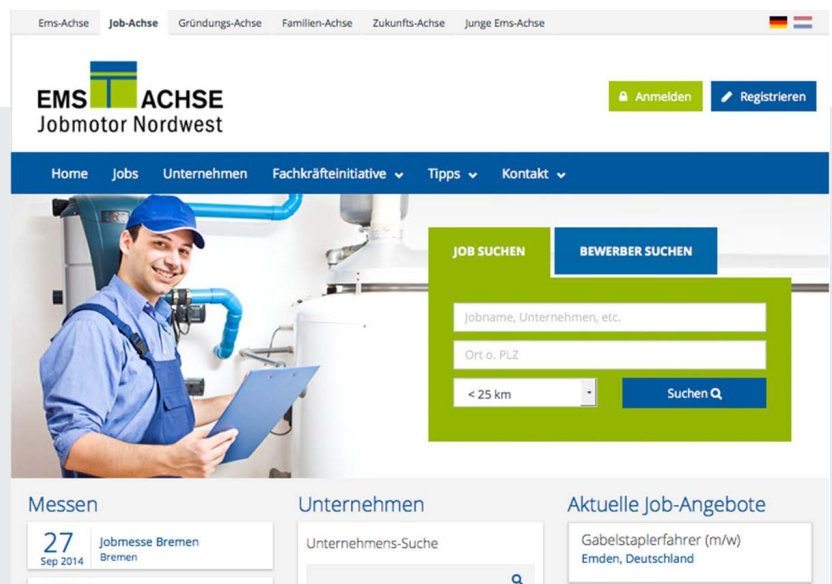 Ems-Achse Job-Achse Gründungs-Achse Familien-Achse Zukunfts-Achse Junge Ems-Achse
EMS ACHSE
Jobmotor Nordwest
Anmelden Registrieren
Home Jobs Unternehmen Fachkräfteinitiative Tipps Kontakt
JOB SUCHEN BEWERBER SUCHEN
Jobname, Unternehmen, etc.
Ort o. PLZ
< 25 km Suchen
Messen
27
Sep 2014
Jobmesse Bremen
Bremen
Unternehmen
Unternehmens-Suche
Aktuelle Job-Angebote
Gabelstaplerfahrer (m/w)
Emden, Deutschland